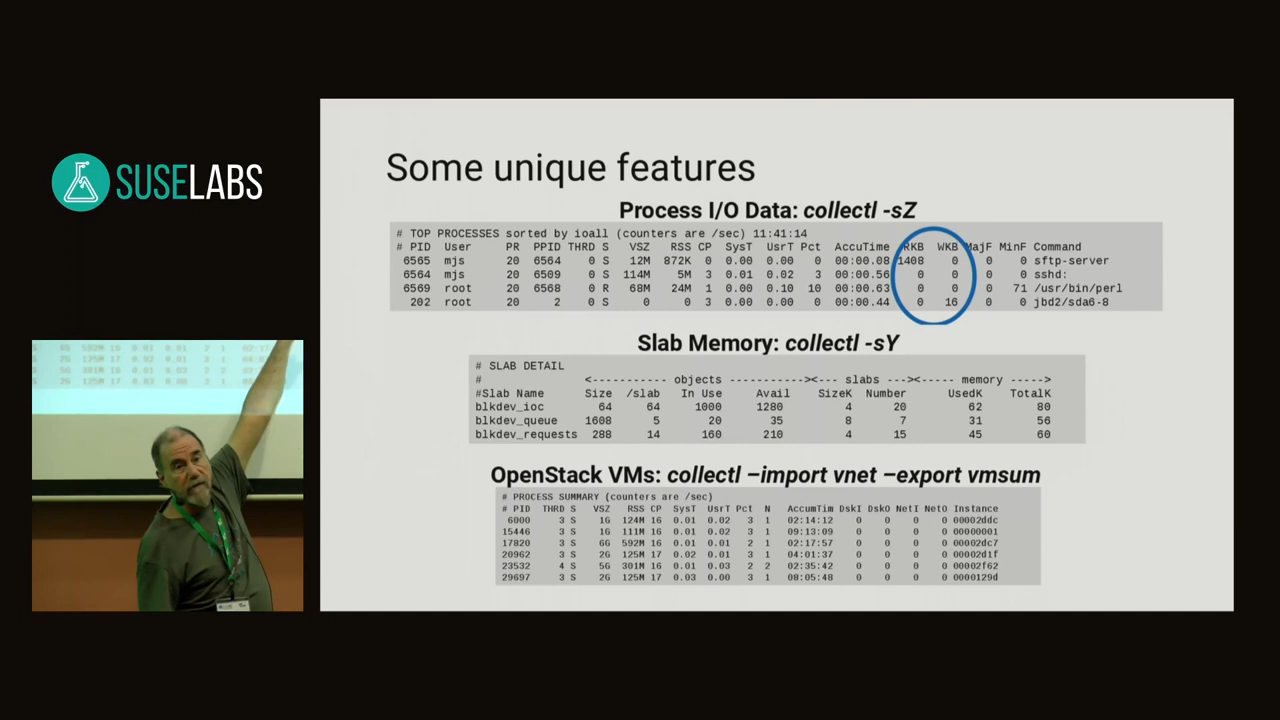 SUSELABS
Some unique features
Process I/O Data: collectl -sZ
# TOP PROCESSES sorted by ioall (counters are /sec) 11:41:14
# PID User PR PPID THRD S VSZ RSS CP SysT UsrT Pct AccuTime RKB WKB MajF MinF Command
6565 mjs 20 6564 0 S 12M 872K 0 0.00 0.00 0 00:00.08 1408 0 0 0 sftp-server
6564 mjs 20 6509 0 S 114M 5M 3 0.01 0.02 3 00:00.56 0 0 0 0 sshd:
6569 root 20 6568 0 R 68M 24M 1 0.00 0.10 10 00:00.63 0 0 0 71 /usr/bin/perl
202 root 20 2 0 S 0 0 3 0.00 0.00 0 00:00.44 0 16 0 0 jbd2/sda6-8
Slab Memory: collectl -sY
# SLAB DETAIL
# <----------- objects -----------><--- slabs ---><----- memory ----->
#Slab Name Size /slab In Use Avail SizeK Number UsedK TotalK
blkdev_ioc 64 64 1000 1280 4 20 62 80
blkdev_queue 1608 5 20 35 8 7 31 56
blkdev_requests 288 14 160 210 4 15 45 60
OpenStack VMs: collectl –import vnet –export vmsum
# PROCESS SUMMARY (counters are /sec)
# PID THRD S VSZ RSS CP SysT UsrT Pct N AccumTim DskI DskO NetI NetO Instance
6000 3 S 1G 124M 16 0.01 0.02 3 1 02:14:12 0 0 0 0 00002ddc
15446 3 S 1G 111M 16 0.01 0.02 3 1 09:13:09 0 0 0 0 00000001
17820 3 S 6G 592M 16 0.01 0.01 2 1 02:17:57 0 0 0 0 00002dc7
20962 3 S 2G 125M 17 0.02 0.01 3 1 04:01:37 0 0 0 0 00002d1f
23532 4 S 5G 301M 16 0.01 0.03 2 2 02:35:42 0 0 0 0 00002f62
29697 3 S 2G 125M 17 0.03 0.00 3 1 08:05:48 0 0 0 0 0000129d